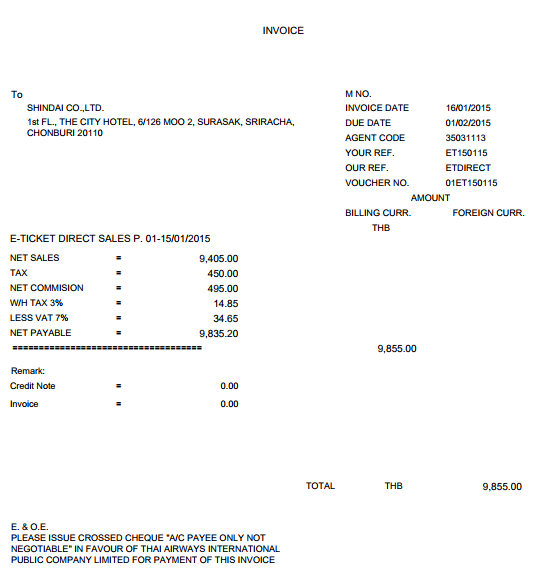 INVOICE
To
SHINDAI CO.,LTD.
1st FL., THE CITY HOTEL, 6/126 MOO 2, SURASAK, SRIRACHA,
CHONBURI 20110
M NO.
INVOICE DATE 16/01/2015
DUE DATE 01/02/2015
AGENT CODE 35031113
YOUR REF. ET150115
OUR REF. ETDIRECT
VOUCHER NO. 01ET150115
AMOUNT
BILLING CURR. FOREIGN CURR.
THB
E-TICKET DIRECT SALES P. 01-15/01/2015
NET SALES = 9,405.00
TAX = 450.00
NET COMMISION = 495.00
W/H TAX 3% = 14.85
LESS VAT 7% = 34.65
NET PAYABLE = 9,835.20
==================================== 9,855.00
Remark:
Credit Note = 0.00
Invoice = 0.00
TOTAL THB 9,855.00
E. & O.E.
PLEASE ISSUE CROSSED CHEQUE "A/C PAYEE ONLY NOT
NEGOTIABLE" IN FAVOUR OF THAI AIRWAYS INTERNATIONAL
PUBLIC COMPANY LIMITED FOR PAYMENT OF THIS INVOICE